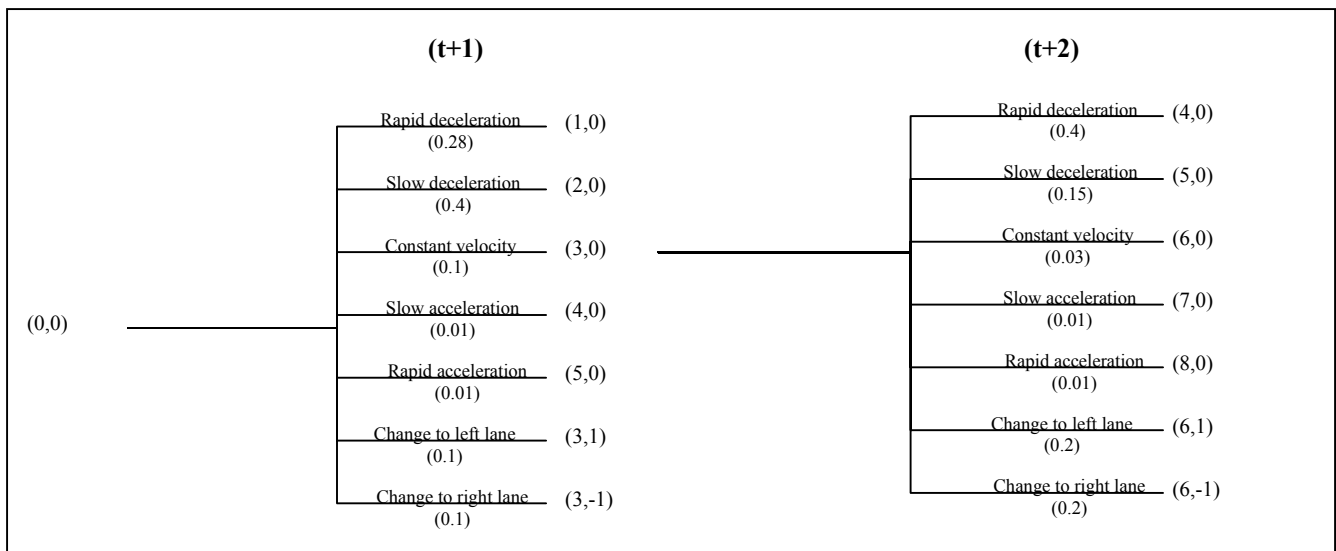 (t+1)
(t+2)
(0,0)
Rapid deceleration
(0.28)
(1,0)
Slow deceleration
(0.4)
(2,0)
Constant velocity
(0.1)
(3,0)
Slow acceleration
(0.01)
(4,0)
Rapid acceleration
(0.01)
(5,0)
Change to left lane
(0.1)
(3,1)
Change to right lane
(0.1)
(3,-1)
Rapid deceleration
(0.4)
(4,0)
Slow deceleration
(0.15)
(5,0)
Constant velocity
(0.03)
(6,0)
Slow acceleration
(0.01)
(7,0)
Rapid acceleration
(0.01)
(8,0)
Change to left lane
(0.2)
(6,1)
Change to right lane
(0.2)
(6,-1)